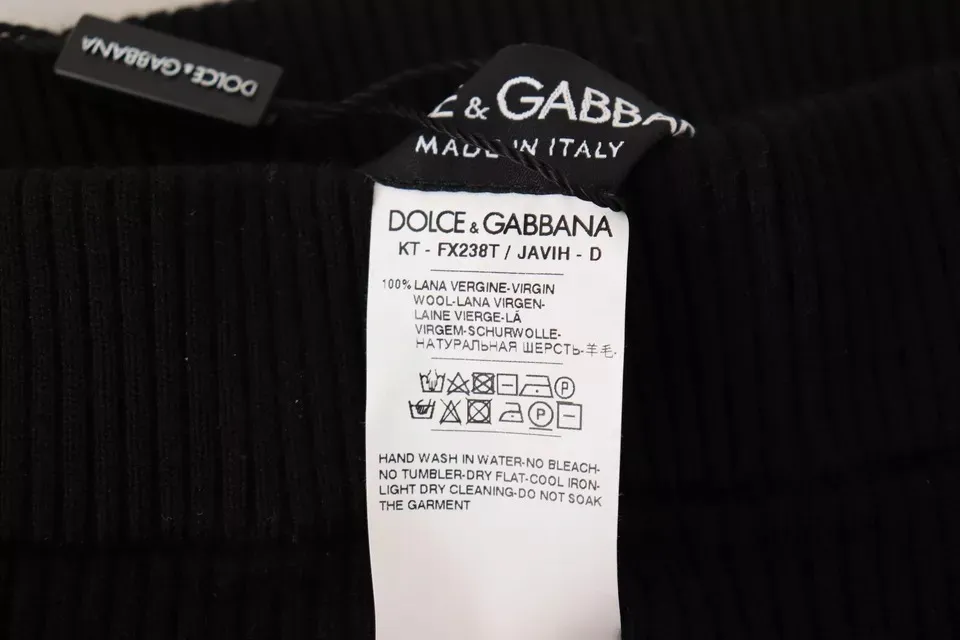 DOLCE & GABBANA
E & GABBANA
MADE IN ITALY
DOLCE & GABBANA
KT - FX238T / JAVIH - D
100% LANA VERGINE-VIRGIN
WOOL-LANA VIRGEN-
LAINE VIERGE-LÃ
VIRGEM-SCHURWOLLE-
НАТУРАЛЬНАЯ ШЕРСТЬ-羊毛-
P
P
HAND WASH IN WATER-NO BLEACH-
NO TUMBLER-DRY FLAT-COOL IRON-
LIGHT DRY CLEANING-DO NOT SOAK
THE GARMENT